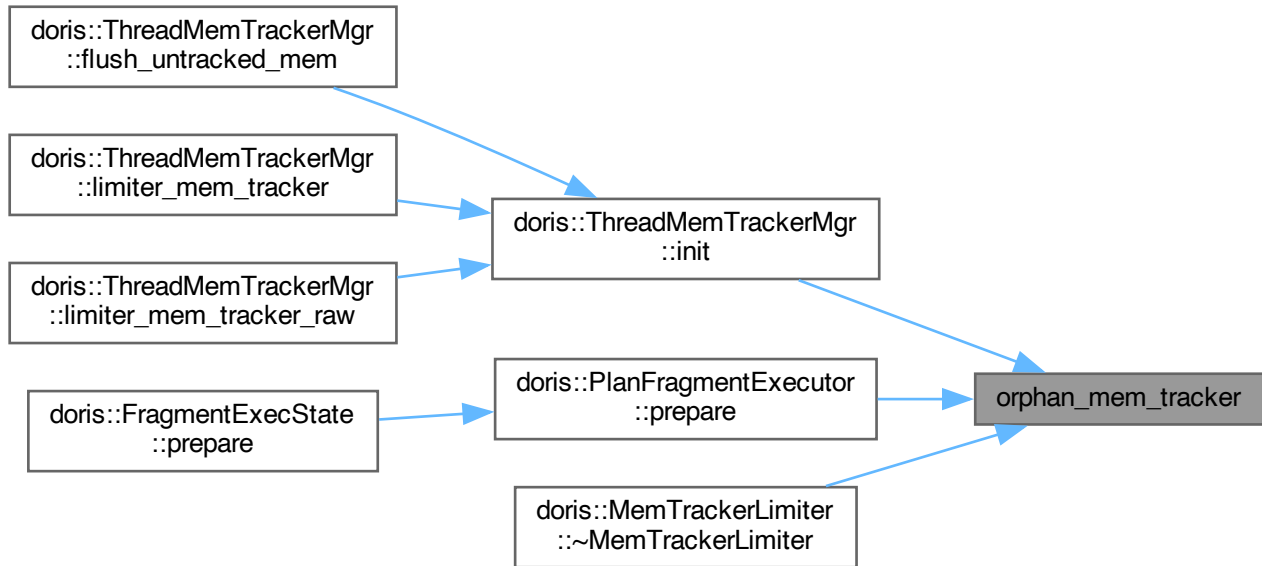 doris::ThreadMemTrackerMgr
::flush_untracked_mem
doris::ThreadMemTrackerMgr
::limiter_mem_tracker
doris::ThreadMemTrackerMgr
::limiter_mem_tracker_raw
doris::FragmentExecState
::prepare
doris::ThreadMemTrackerMgr
::init
doris::PlanFragmentExecutor
::prepare
doris::MemTrackerLimiter
::~MemTrackerLimiter
orphan_mem_tracker